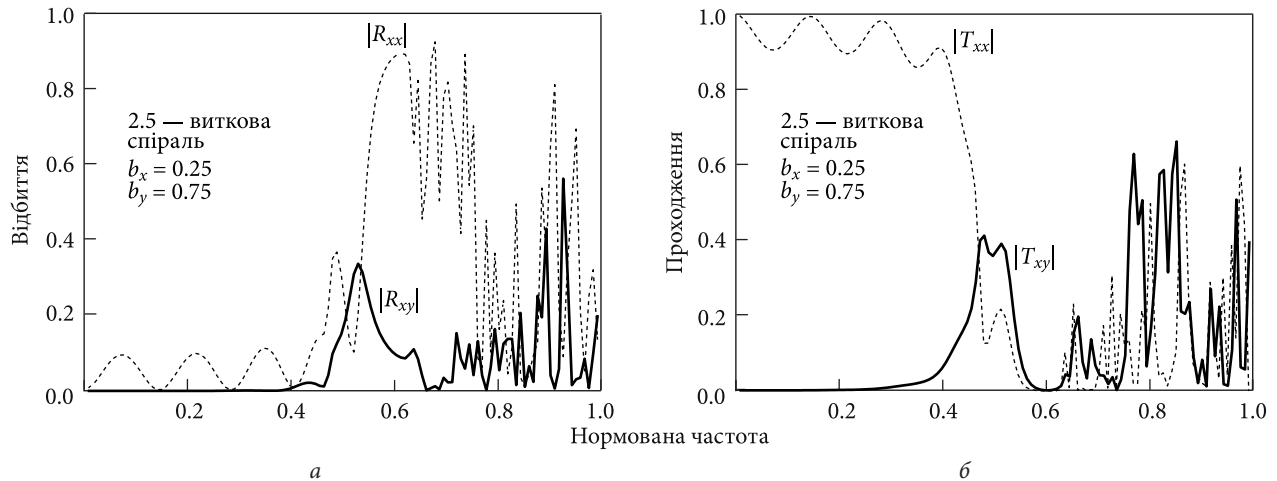 Відбиття
1.0
0.8
0.6
0.4
0.2
0.0
|Rxx|
2.5 — виткова
спіраль
bx = 0.25
by = 0.75
|Rxy|
0.2
0.4
0.6
0.8
1.0
а
Проходження
1.0
0.8
0.6
0.4
0.2
0.0
|Txx|
2.5 — виткова
спіраль
bx = 0.25
by = 0.75
|Txy|
0.2
0.4
0.6
0.8
1.0
Нормована частота
б